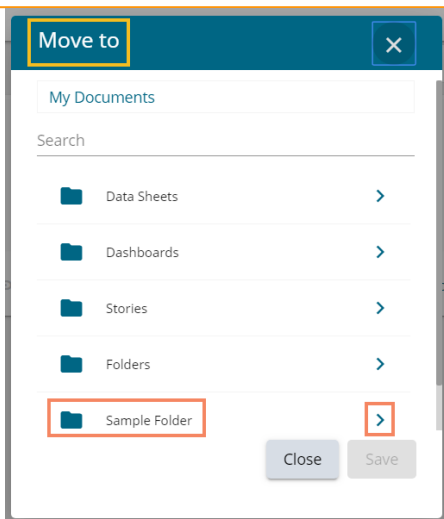 Move to
My Documents
Search
Data Sheets
Dashboards
Stories
Folders
Sample Folder
Close Save